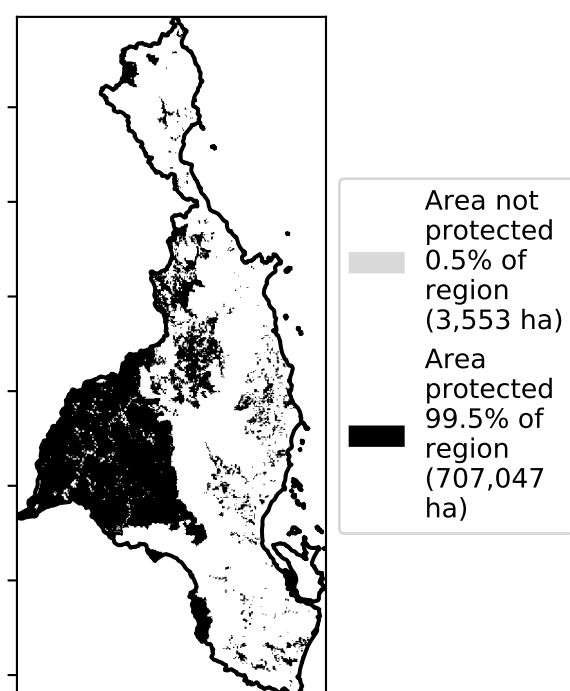 Area not
protected
0.5% of
region
(3,553 ha)
Area
protected
99.5% of
region
(707,047
ha)